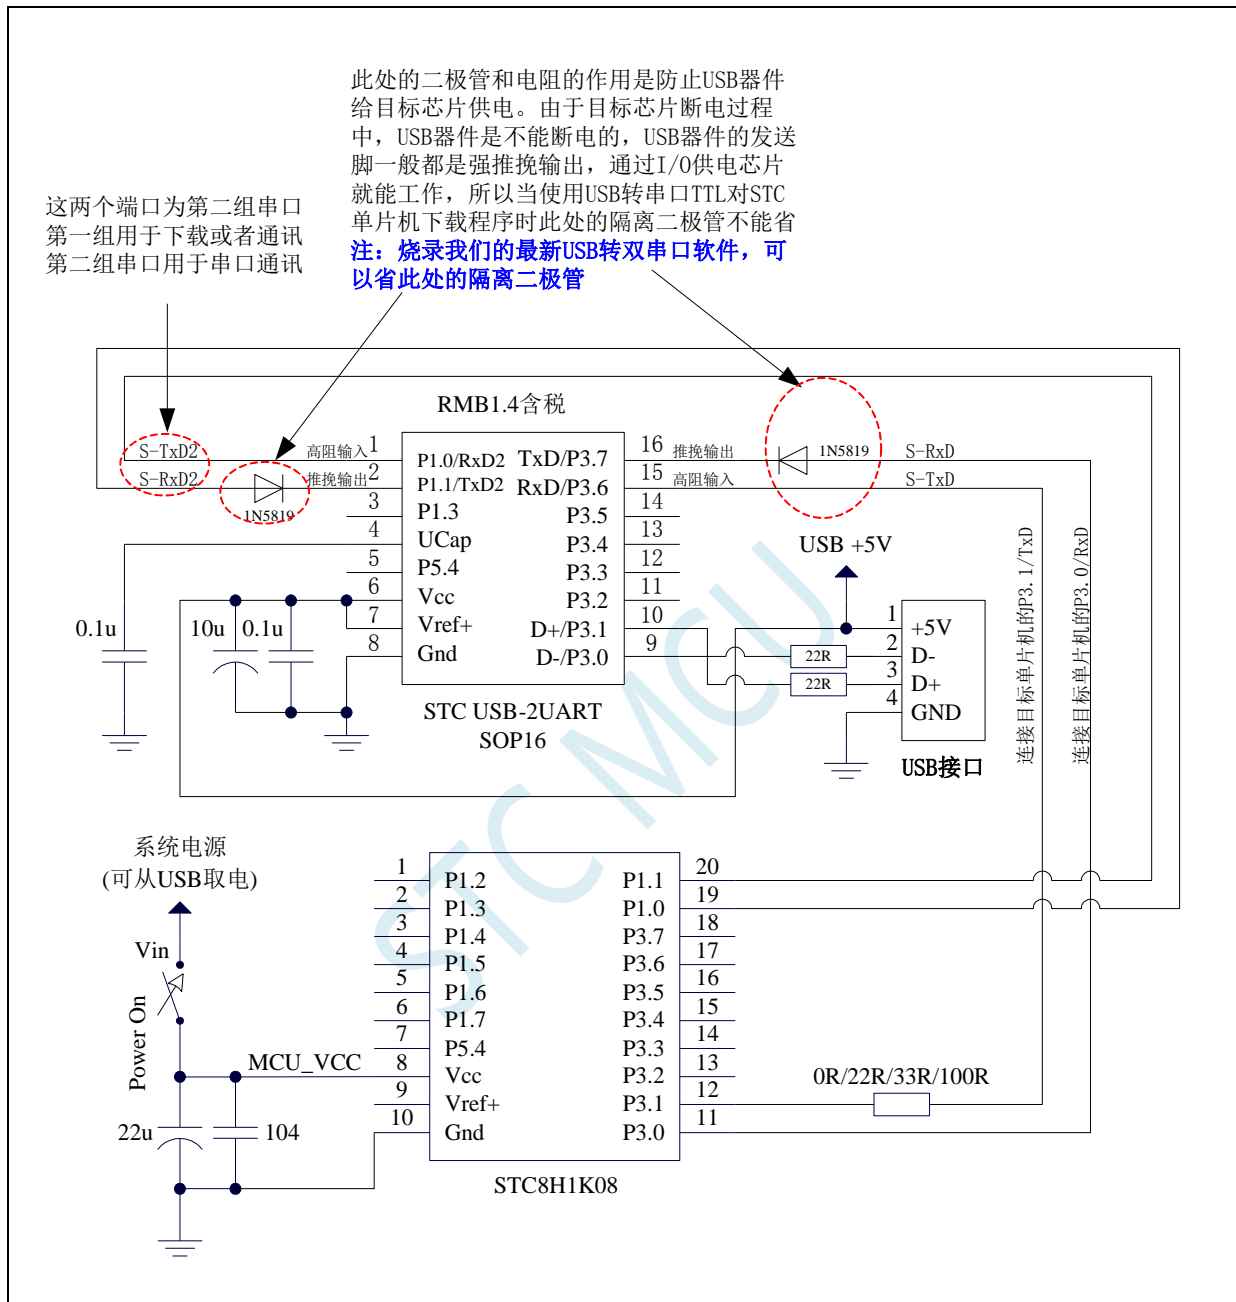 此处的二极管和电阻的作用是防止USB器件
给目标芯片供电。由于目标芯片断电过程
中，USB器件是不能断电的，USB器件的发送
脚一般都是强推挽输出，通过I/O供电芯片
就能工作，所以当使用USB转串口TTL对STC
单片机下载程序时此处的隔离二极管不能省
注：烧录我们的最新USB转双串口软件，可
以省此处的隔离二极管
这两个端口为第二组串口
第一组用于下载或者通讯
第二组串口用于串口通讯
RMB1.4含税
S-TxD2
高阻输入
1
P1.0/RxD2
S-RxD2
推挽输出
2
P1.1/TxD2
1N5819
3
P1.3
4
UCap
5
P5.4
6
Vcc
7
Vref+
8
Gnd
16
TxD/P3.7
推挽输出
1N5819
S-RxD
15
RxD/P3.6
高阻输入
S-TxD
14
P3.5
13
P3.4
12
P3.3
11
P3.2
10
D+/P3.1
9
D-/P3.0
STC USB-2UART
SOP16
0.1u
10u
0.1u
USB +5V
22R
22R
1
+5V
2
D-
3
D+
4
GND
USB接口
连接目标单片机的P3.1/TxD
连接目标单片机的P3.0/RxD
STC MCU
系统电源
(可从USB取电)
Vin
Power On
MCU_VCC
22u
104
1
P1.2
2
P1.3
3
P1.4
4
P1.5
5
P1.6
6
P1.7
7
P5.4
8
Vcc
9
Vref+
10
Gnd
20
P1.1
19
P1.0
18
P3.7
17
P3.6
16
P3.5
15
P3.4
14
P3.3
13
P3.2
12
P3.1
11
P3.0
0R/22R/33R/100R
STC8H1K08